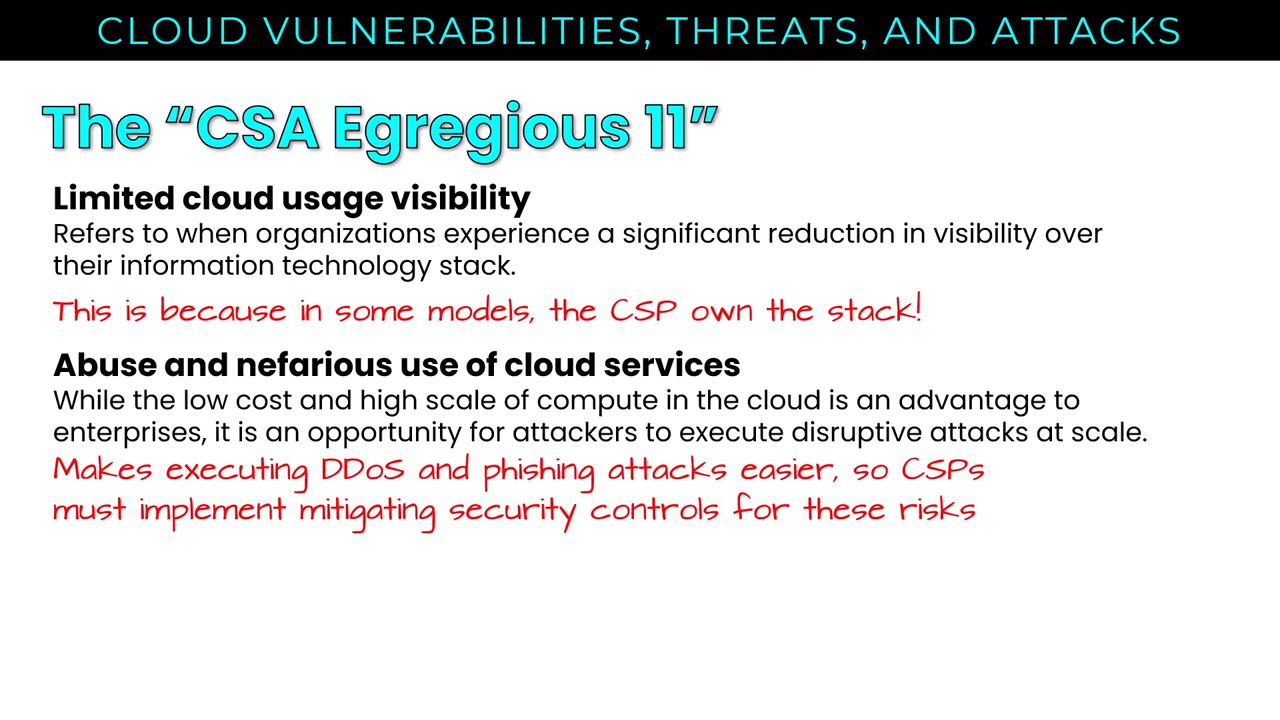 CLOUD VULNERABILITIES, THREATS, AND ATTACKS
The “CSA Egregious 11”
Limited cloud usage visibility
Refers to when organizations experience a significant reduction in visibility over
their information technology stack.
This is because in some models, the CSP own the stack!
Abuse and nefarious use of cloud services
While the low cost and high scale of compute in the cloud is an advantage to
enterprises, it is an opportunity for attackers to execute disruptive attacks at scale.
Makes executing DDoS and phishing attacks easier, so CSPs
must implement mitigating security controls for these risks